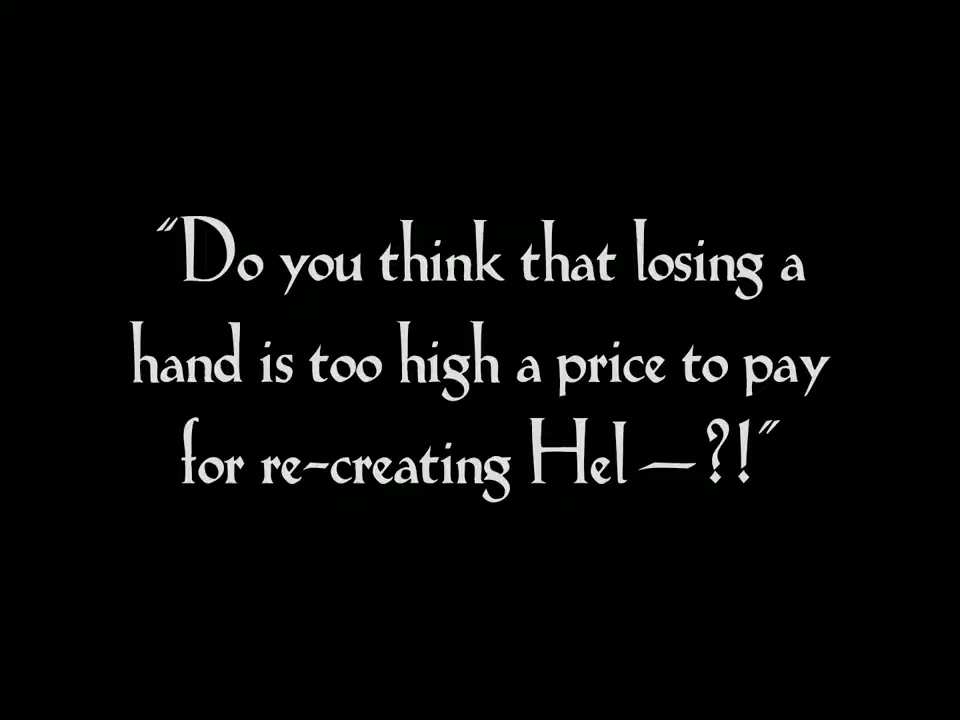 "Do you think that losing a
hand is too high a price to pay
for re-creating Hel—?!"